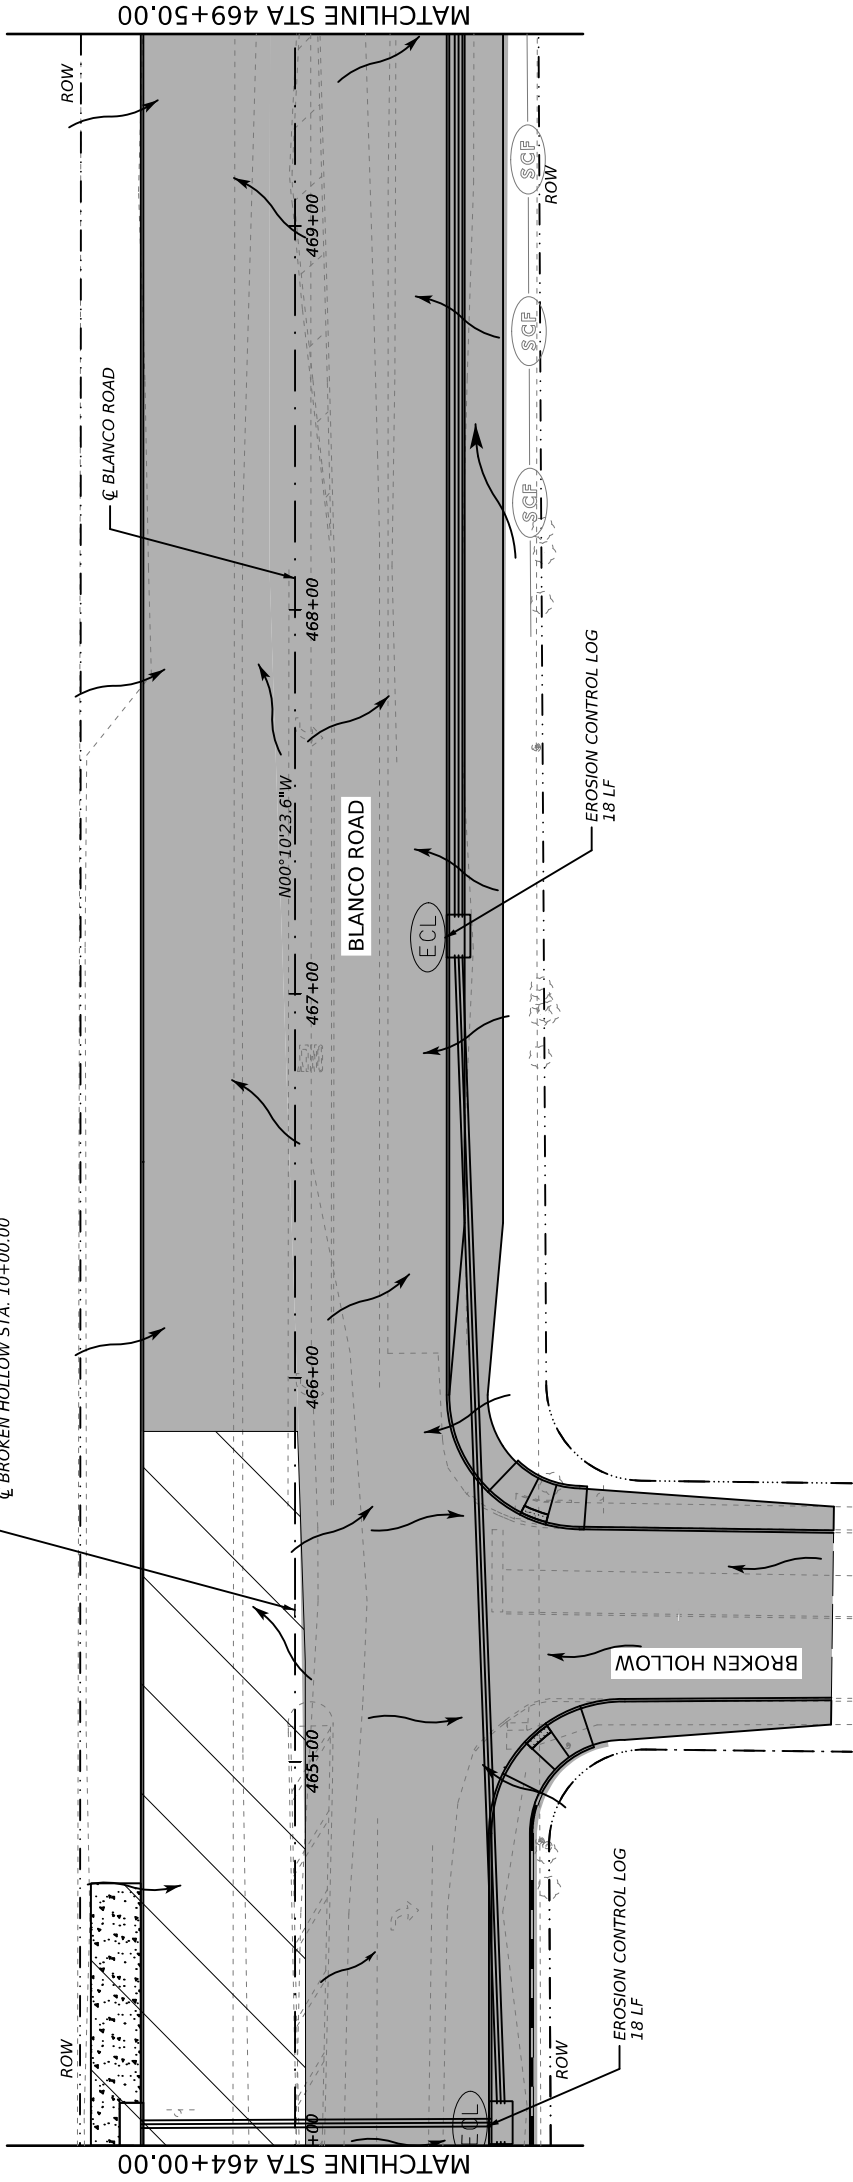 MATCHLINE STA 469+50.00
ROW
SCF
ROW
469+00
SCF
℄ BLANCO ROAD
SCF
468+00
EROSION CONTROL LOG
18 LF
N00°10'23.6"W
BLANCO ROAD
ECL
467+00
℄ BROKEN HOLLOW STA. 10+00.00
466+00
BROKEN HOLLOW
465+00
EROSION CONTROL LOG
18 LF
ROW
ROW
ECL
+00
MATCHLINE STA 464+00.00